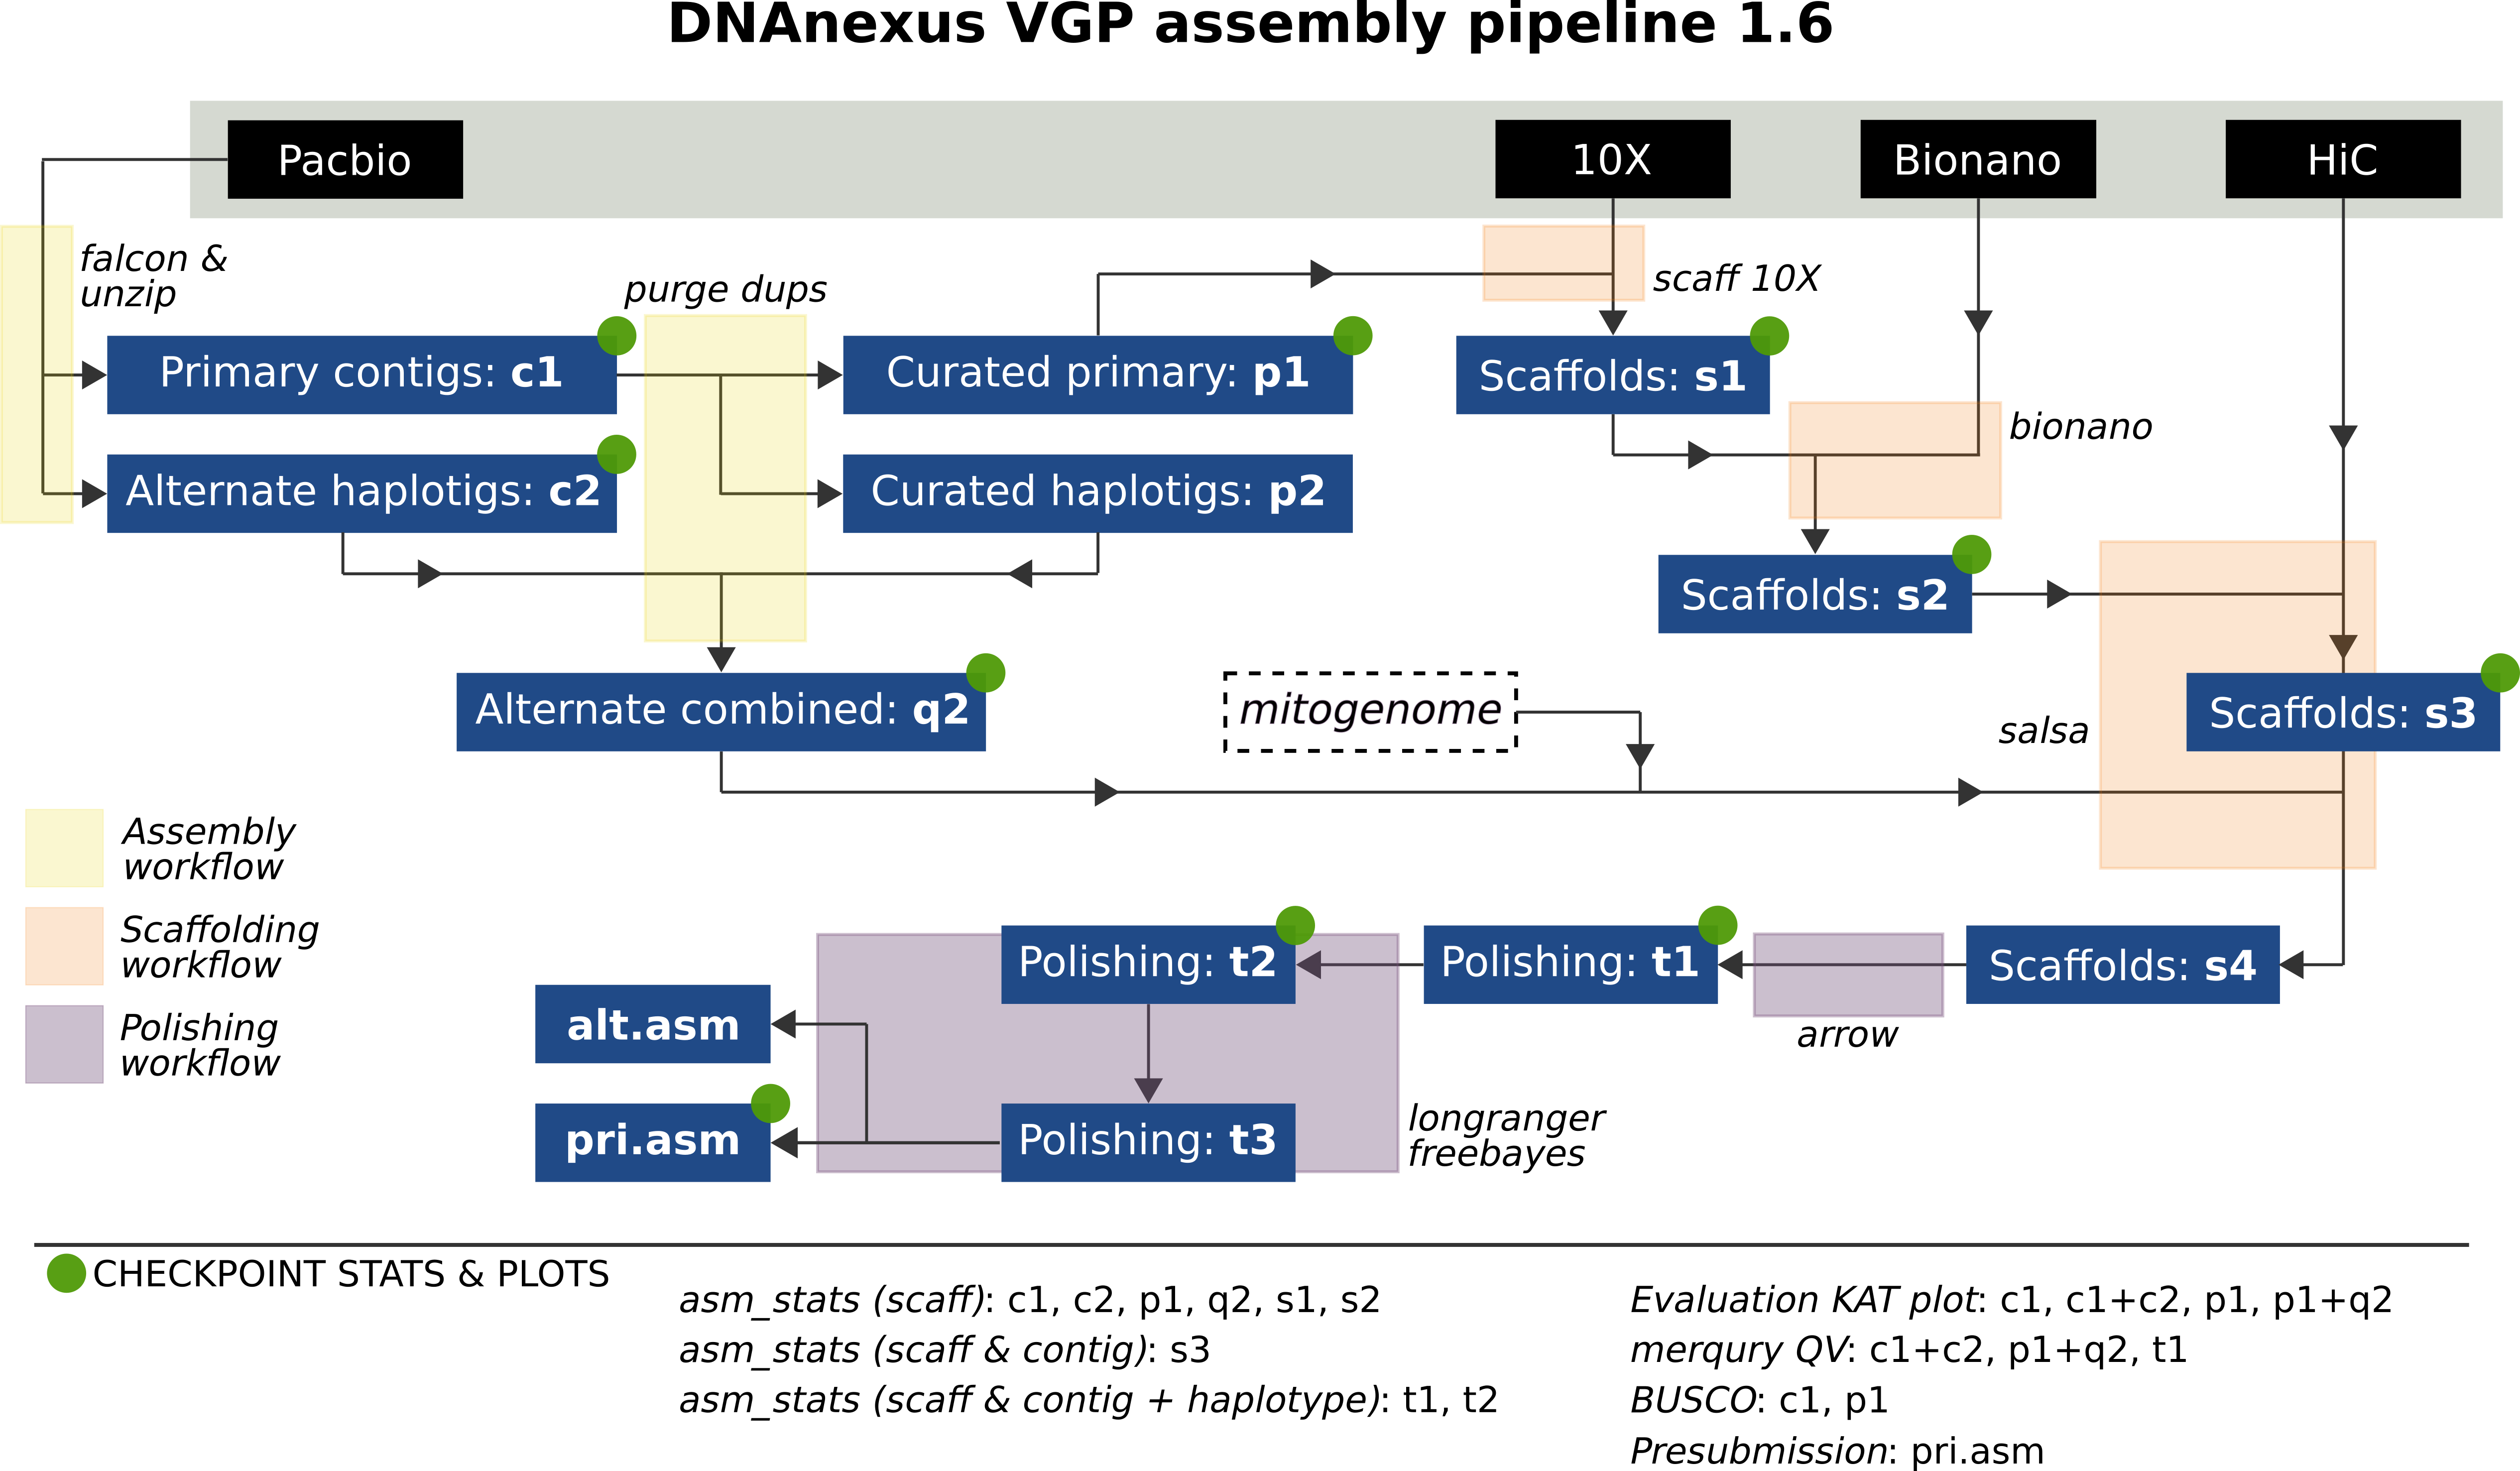 DNAnexus VGP assembly pipeline 1.6
Pacbio
10X
Bionano
HiC
falcon &
unzip
purge dups
scaff 10X
Primary contigs: c1
Curated primary: p1
Scaffolds: s1
bionano
Alternate haplotigs: c2
Curated haplotigs: p2
Scaffolds: s2
Alternate combined: q2
mitogenome
salsa
Scaffolds: s3
Assembly
workflow
Scaffolding
workflow
Polishing
workflow
Polishing: t2
Polishing: t1
Scaffolds: s4
arrow
alt.asm
pri.asm
Polishing: t3
longranger
freebayes
CHECKPOINT STATS & PLOTS
asm_stats (scaff): c1, c2, p1, q2, s1, s2
asm_stats (scaff & contig): s3
asm_stats (scaff & contig + haplotype): t1, t2
Evaluation KAT plot: c1, c1+c2, p1, p1+q2
merqury QV: c1+c2, p1+q2, t1
BUSCO: c1, p1
Presubmission: pri.asm